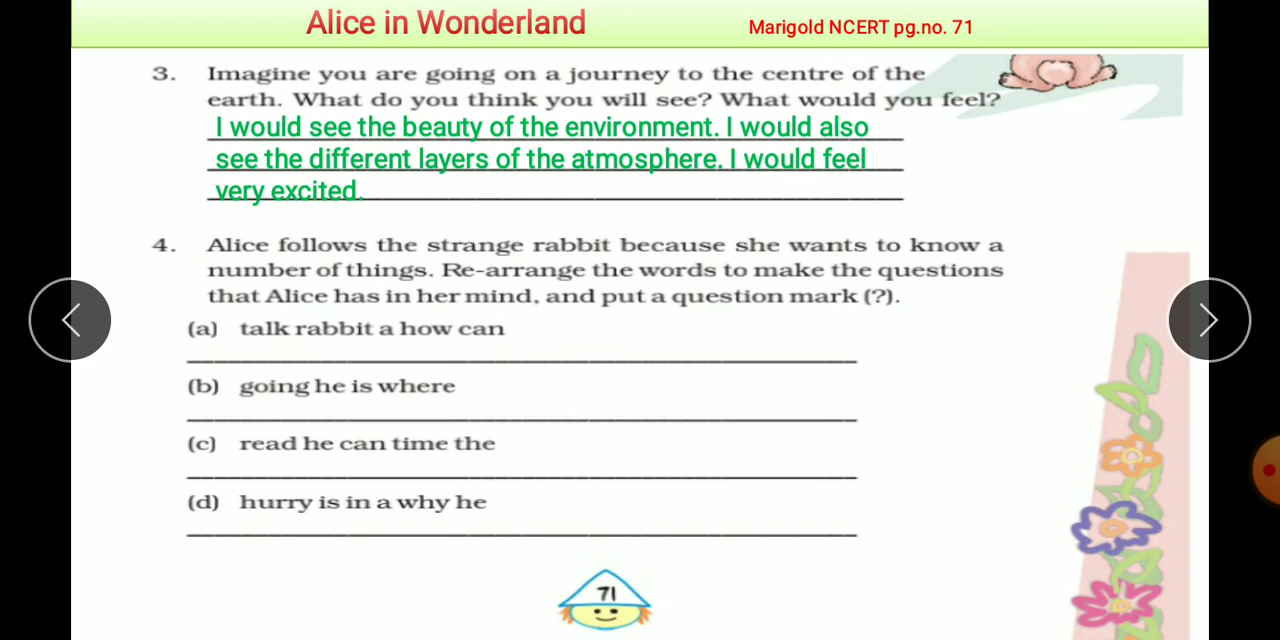 Alice in Wonderland Marigold NCERT pg.no. 71
3. Imagine you are going on a journey to the centre of the
earth. What do you think you will see? What would you feel?
I would see the beauty of the environment. I would also
see the different layers of the atmosphere. I would feel
very excited.
4. Alice follows the strange rabbit because she wants to know a
number of things. Re-arrange the words to make the questions
that Alice has in her mind, and put a question mark (?).
(a) talk rabbit a how can
(b) going he is where
(c) read he can time the
(d) hurry is in a why he
71